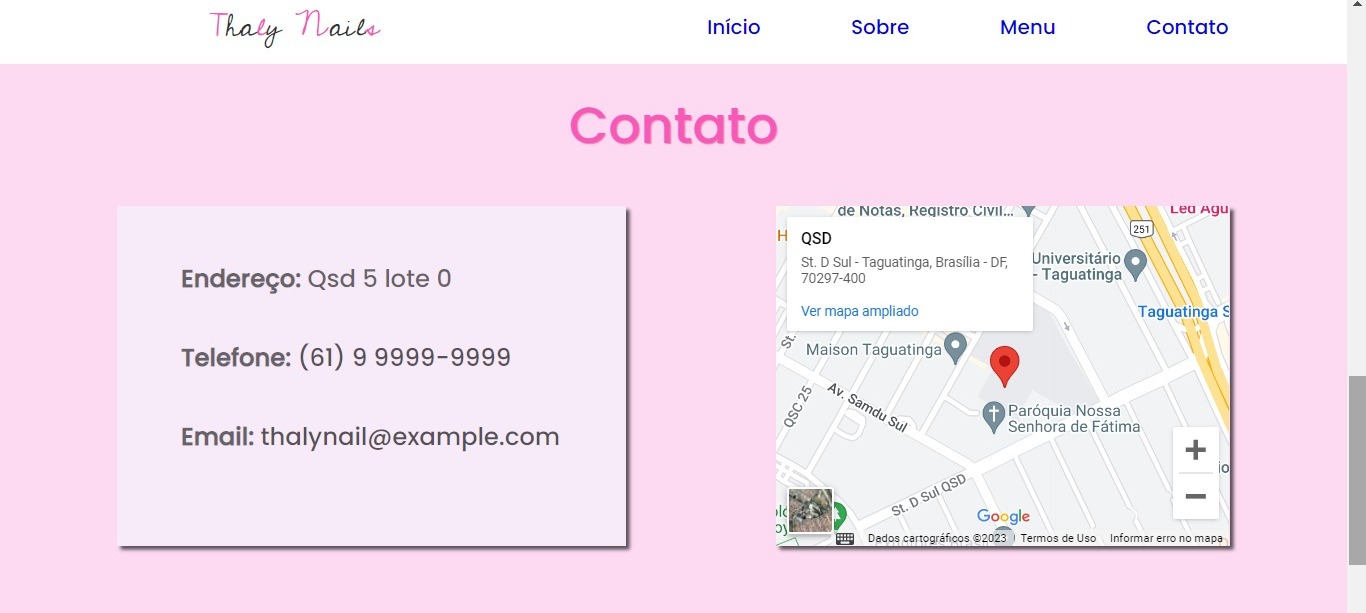 Thaly Nails
Início
Sobre
Menu
Contato
Contato
Endereço: Qsd 5 lote 0
Telefone: (61) 9 9999-9999
Email: thalynail@example.com
de Notas, Registro Civil...
Led Agu
QSD
St. D Sul - Taguatinga, Brasília - DF,
70297-400
Ver mapa ampliado
251
Universitário
- Taguatinga
Taguatinga S
St.
Maison Taguatinga
Av. Samdu Sul
QSC 25
Paróquia Nossa
Senhora de Fátima
St. D Sul QSD
Google
Dados cartográficos ©2023
Termos de Uso
Informar erro no mapa